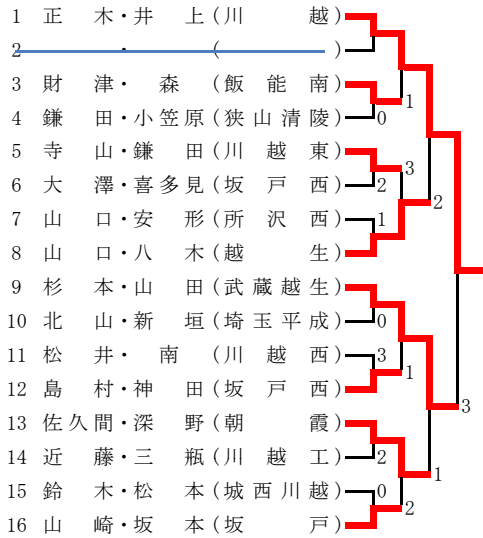 1 正木・井上(川越)
2 ・ ( )
3 財津・森(飯能南)
4 鎌田・小笠原(狭山清陵)
5 寺山・鎌田(川越東)
6 大澤・喜多見(坂戸西)
7 山口・安形(所沢西)
8 山口・八木(越生)
9 杉本・山田(武蔵越生)
10 北山・新垣(埼玉平成)
11 松井・南(川越西)
12 島村・神田(坂戸西)
13 佐久間・深野(朝霞)
14 近藤・三瓶(川越工)
15 鈴木・松本(城西川越)
16 山崎・坂本(坂戸)
1
0
3
2
2
1
0
3
1
3
2
1
0
2